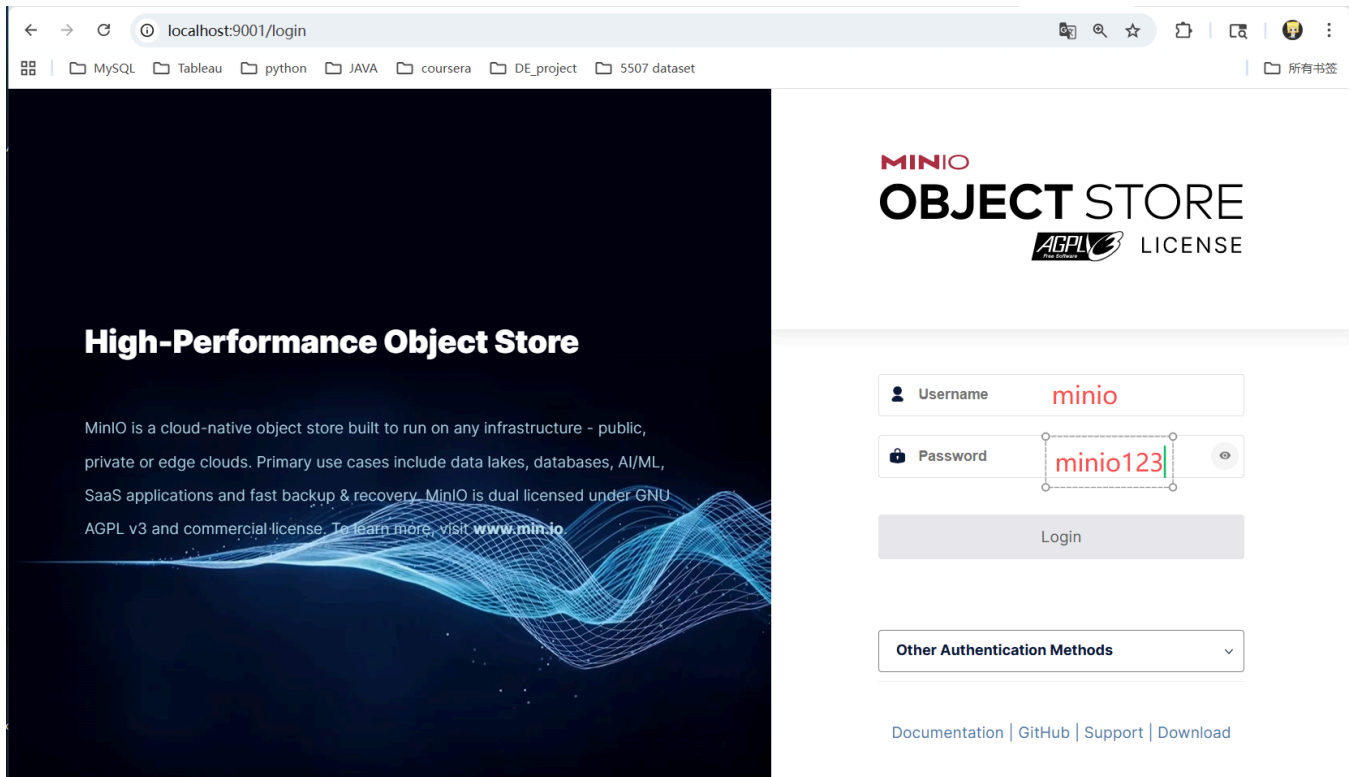 localhost:9001/login
MySQL Tableau python JAVA coursera DE_project 5507 dataset 所有书签
MINIO
OBJECT STORE
AGPL v3 LICENSE
Free Software
High-Performance Object Store
MinIO is a cloud-native object store built to run on any infrastructure - public,
private or edge clouds. Primary use cases include data lakes, databases, AI/ML,
SaaS applications and fast backup & recovery. MinIO is dual licensed under GNU
AGPL v3 and commercial license. To learn more, visit www.min.io.
Username minio
Password minio123
Login
Other Authentication Methods
Documentation | GitHub | Support | Download